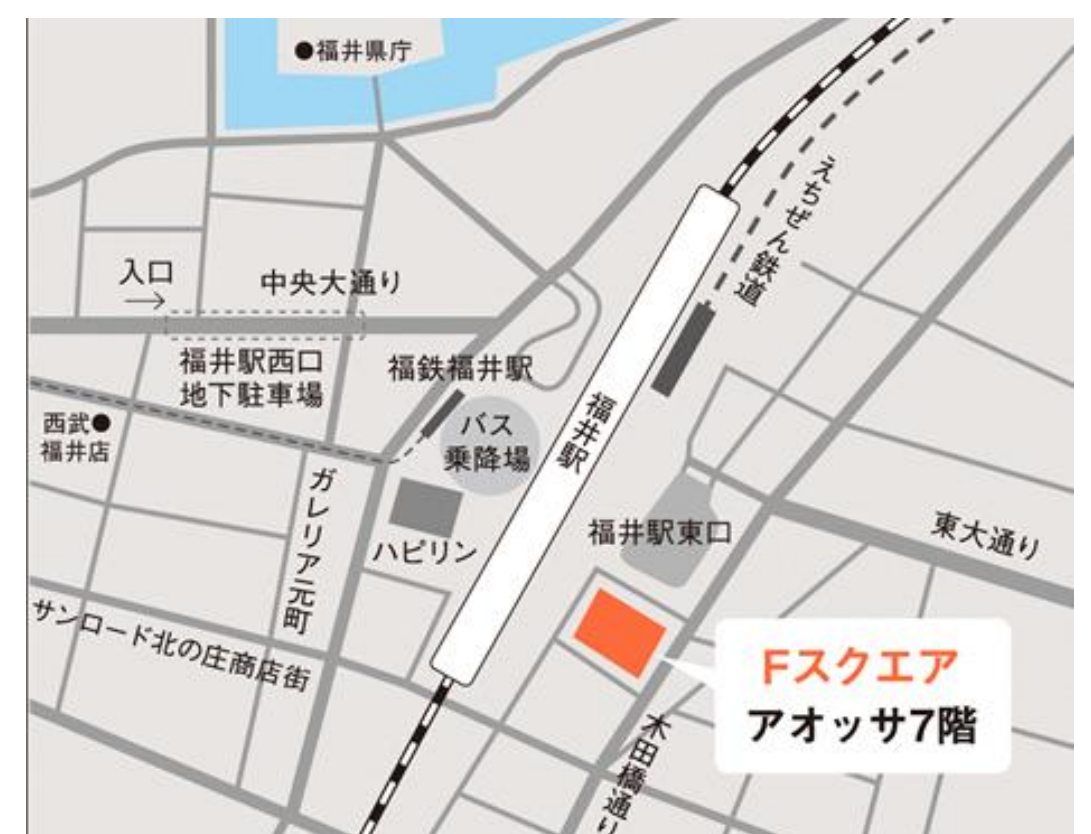 ●福井県庁
えちぜん鉄道
入口
→
中央大通り
福井駅西口
地下駐車場
福鉄福井駅
西武●
福井店
バス
乗降場
福井駅
ガレリア元町
ハピリン
福井駅東口
東大通り
サンロード北の庄商店街
Fスクエア
アオッサ7階
木田橋通り